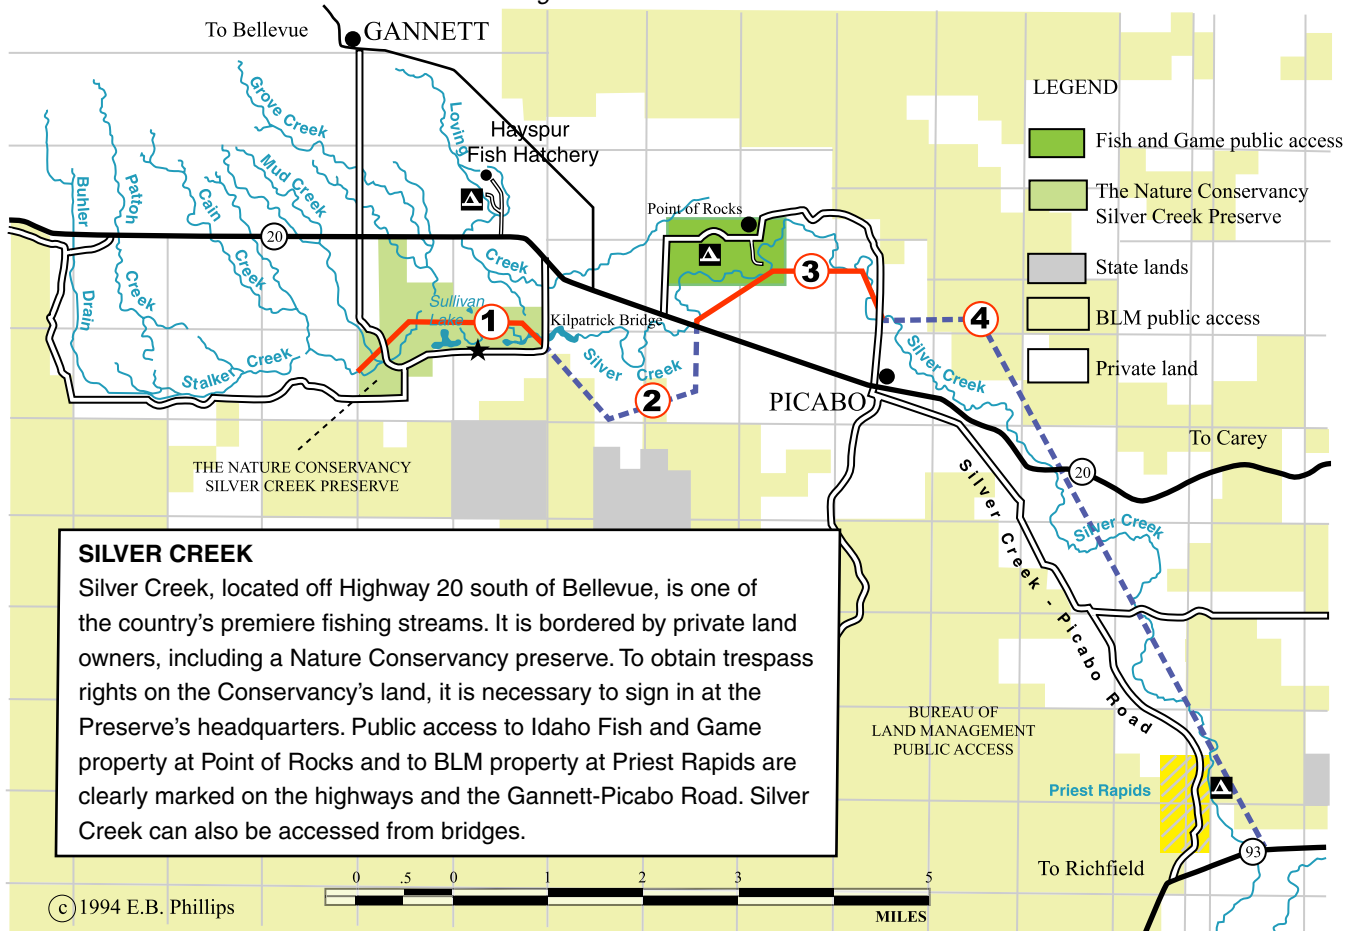 To Bellevue
GANNETT
LEGEND
Fish and Game public access
The Nature Conservancy
Silver Creek Preserve
State lands
BLM public access
Private land
Grove Creek
Loving
Creek
Hayspur
Fish Hatchery
Mud Creek
Buhler
Drain
Patton
Creek
Cain
Creek
20
Point of Rocks
Sullivan
Lake
1
Kilpatrick Bridge
3
4
Silver
Creek
2
Stalker Creek
Silver Creek
PICABO
To Carey
20
THE NATURE CONSERVANCY
SILVER CREEK PRESERVE
Silver Creek
Silver Creek - Picabo Road
SILVER CREEK
Silver Creek, located off Highway 20 south of Bellevue, is one of
the country's premiere fishing streams. It is bordered by private land
owners, including a Nature Conservancy preserve. To obtain trespass
rights on the Conservancy's land, it is necessary to sign in at the
Preserve's headquarters. Public access to Idaho Fish and Game
property at Point of Rocks and to BLM property at Priest Rapids are
clearly marked on the highways and the Gannett-Picabo Road. Silver
Creek can also be accessed from bridges.
BUREAU OF
LAND MANAGEMENT
PUBLIC ACCESS
Priest Rapids
93
To Richfield
0 .5 0 1 2 3 5
MILES
c 1994 E.B. Phillips